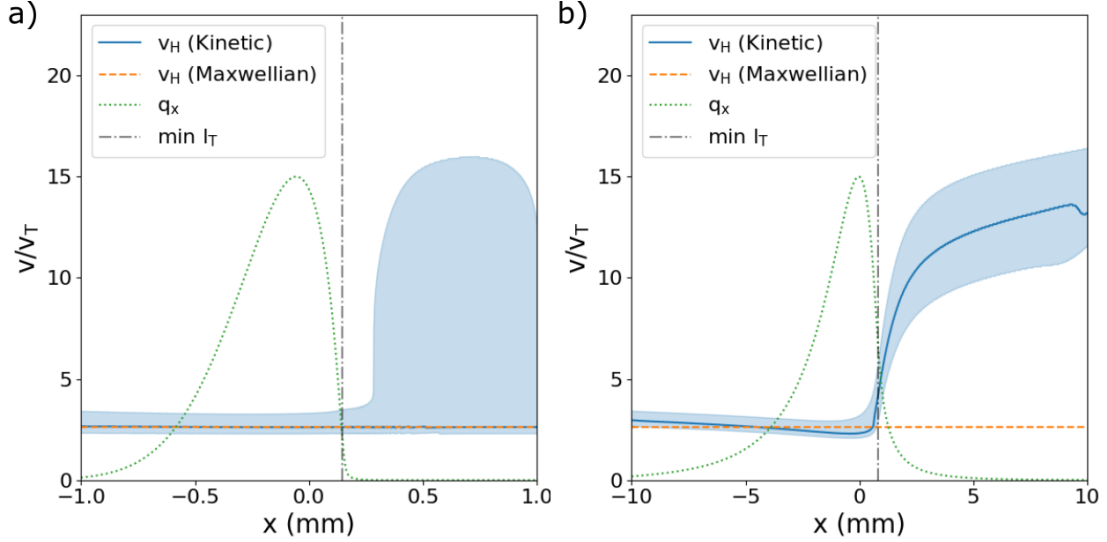 a)
v_H (Kinetic)
v_H (Maxwellian)
q_x
min l_T
v/v_T
20
15
10
5
0
−1.0
−0.5
0.0
0.5
1.0
x (mm)
b)
v_H (Kinetic)
v_H (Maxwellian)
q_x
min l_T
v/v_T
20
15
10
5
0
−10
−5
0
5
10
x (mm)